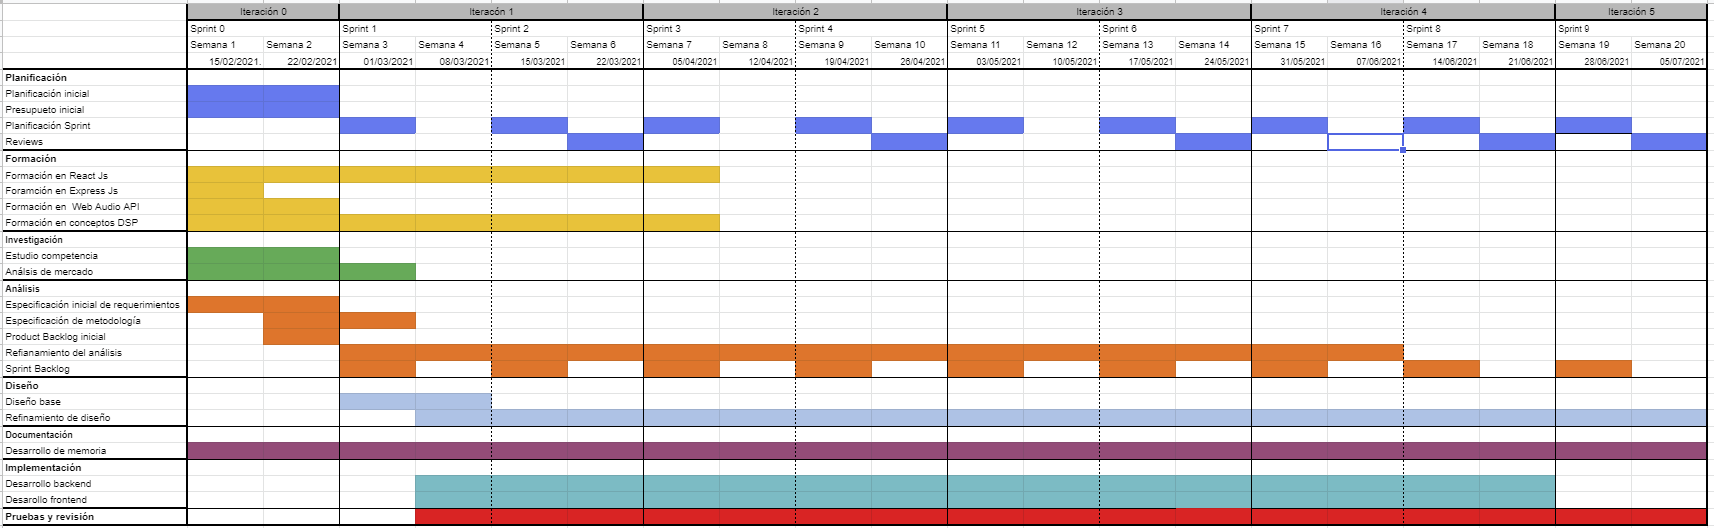 Iteración 0 Iteracón 1 Iteración 2 Iteración 3 Iteración 4 Iteración 5
Sprint 0 Sprint 1 Sprint 2 Sprint 3 Sprint 4 Sprint 5 Sprint 6 Sprint 7 Srpint 8 Sprint 9
Semana 1 Semana 2 Semana 3 Semana 4 Semana 5 Semana 6 Semana 7 Semana 8 Semana 9 Semana 10 Semana 11 Semana 12 Semana 13 Semana 14 Semana 15 Semana 16 Semana 17 Semana 18 Semana 19 Semana 20
15/02/2021. 22/02/2021 01/03/2021 08/03/2021 15/03/2021 22/03/2021 05/04/2021 12/04/2021 19/04/2021 26/04/2021 03/05/2021 10/05/2021 17/05/2021 24/05/2021 31/05/2021 07/06/2021 14/06/2021 21/06/2021 28/06/2021 05/07/2021
Planificación
Planificación inicial
Presupueto inicial
Planificación Sprint
Reviews
Formación
Formación en React Js
Foramción en Express Js
Formación en Web Audio API
Formación en conceptos DSP
Investigación
Estudio competencia
Análsis de mercado
Análisis
Especificación inicial de requerimientos
Especificación de metodología
Product Backlog inicial
Refianamiento del análisis
Sprint Backlog
Diseño
Diseño base
Refinamiento de diseño
Documentación
Desarrollo de memoria
Implementación
Desarrollo backend
Desarollo frontend
Pruebas y revisión